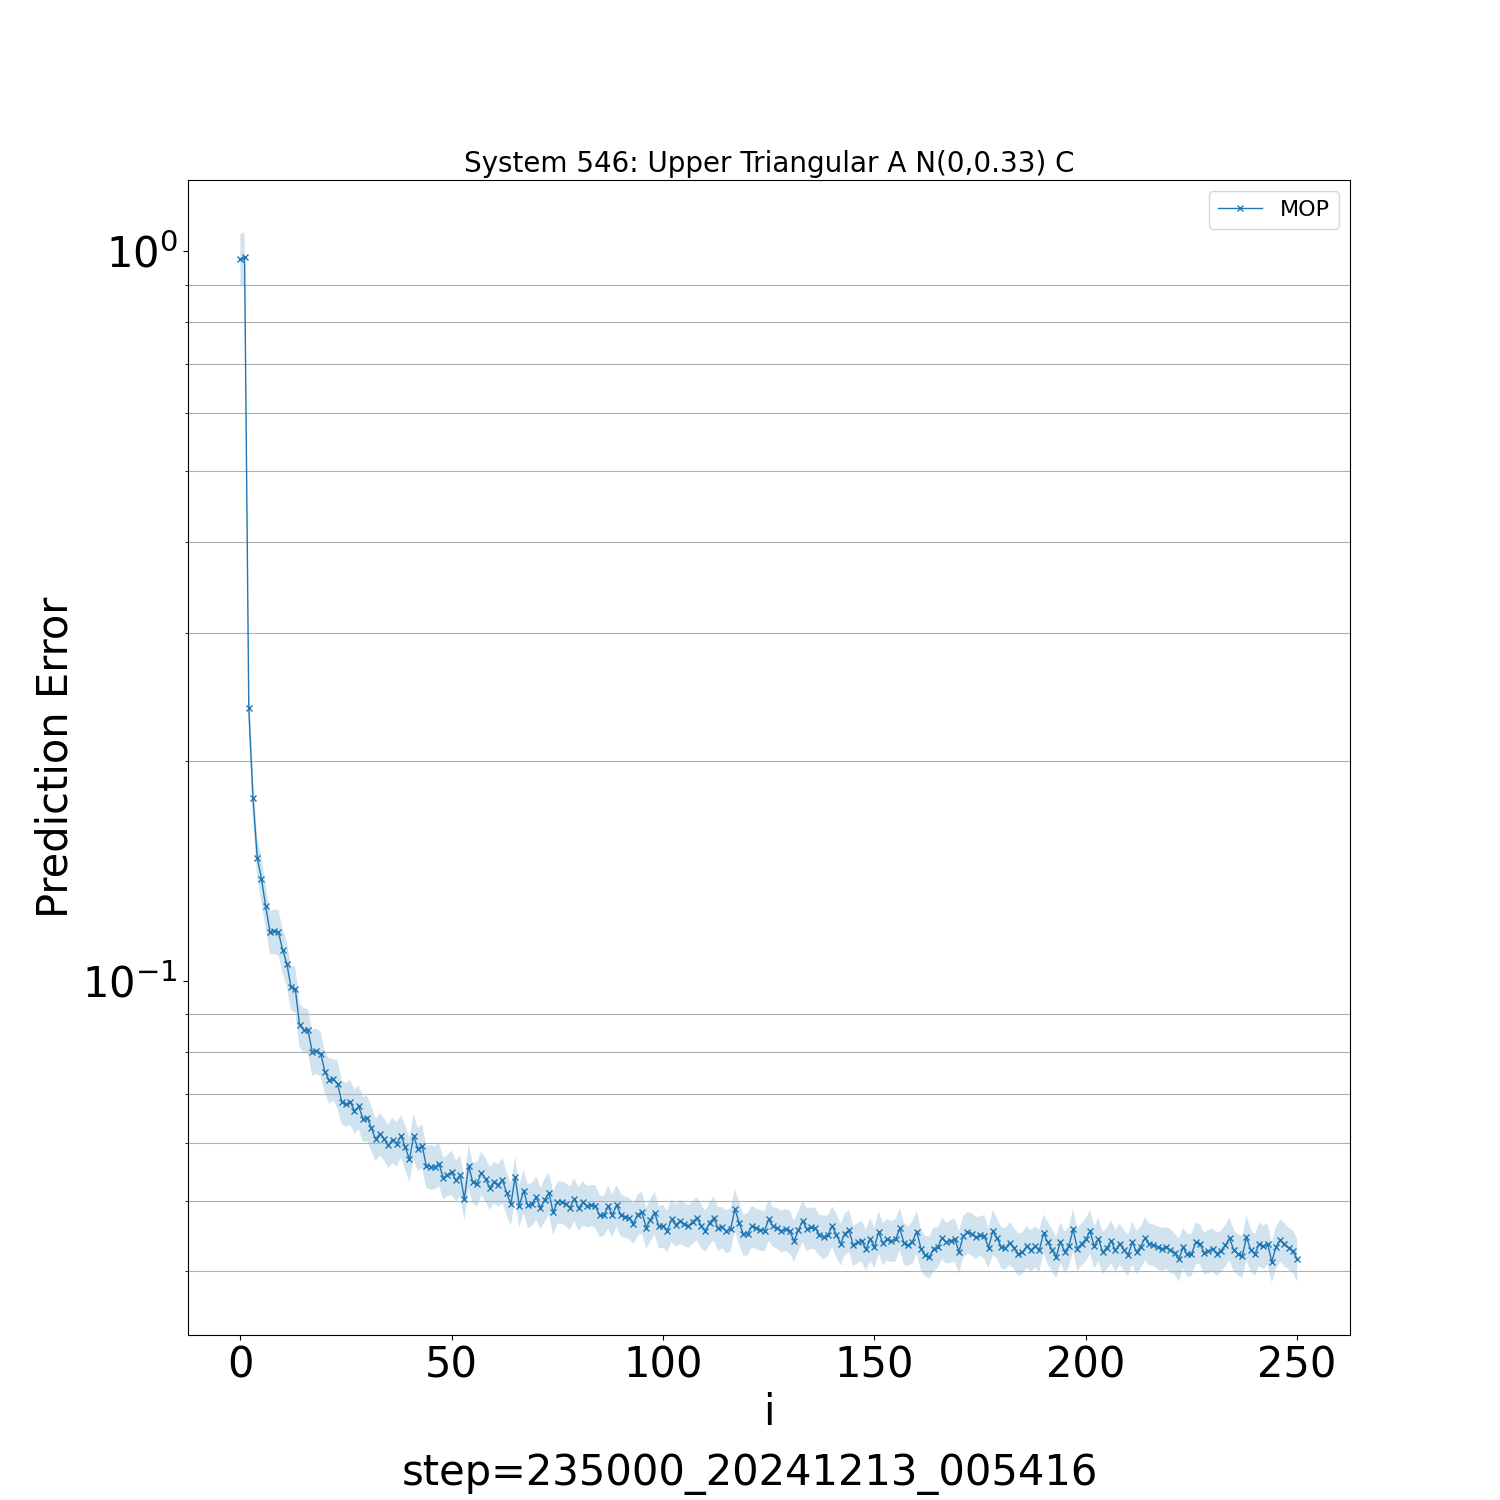 System 546: Upper Triangular A N(0,0.33) C
MOP
10⁰
10⁻¹
Prediction Error
0 50 100 150 200 250
i
step=235000_20241213_005416